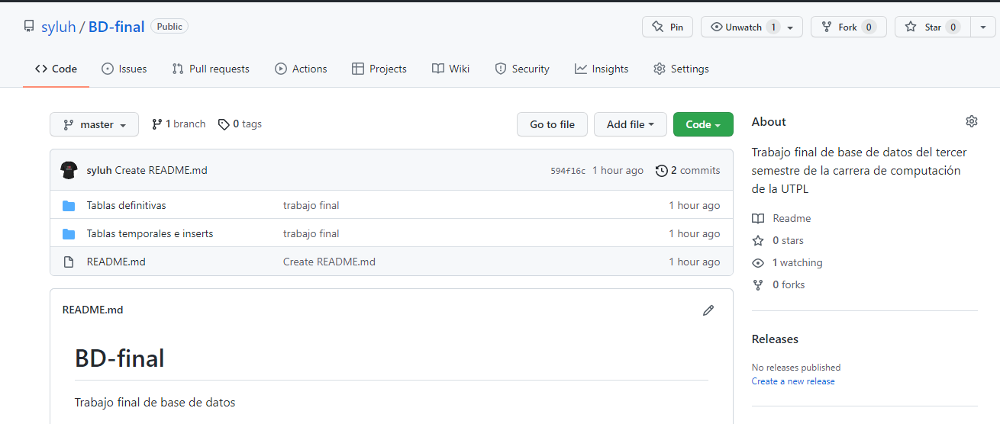 syluh / BD-final Public Pin Unwatch 1 Fork 0 Star 0
Code Issues Pull requests Actions Projects Wiki Security Insights Settings
master 1 branch 0 tags Go to file Add file Code
syluh Create README.md 594f16c 1 hour ago 2 commits
Tablas definitivas trabajo final 1 hour ago
Tablas temporales e inserts trabajo final 1 hour ago
README.md Create README.md 1 hour ago
README.md
BD-final
Trabajo final de base de datos
About
Trabajo final de base de datos del tercer
semestre de la carrera de computación
de la UTPL
Readme
0 stars
1 watching
0 forks
Releases
No releases published
Create a new release